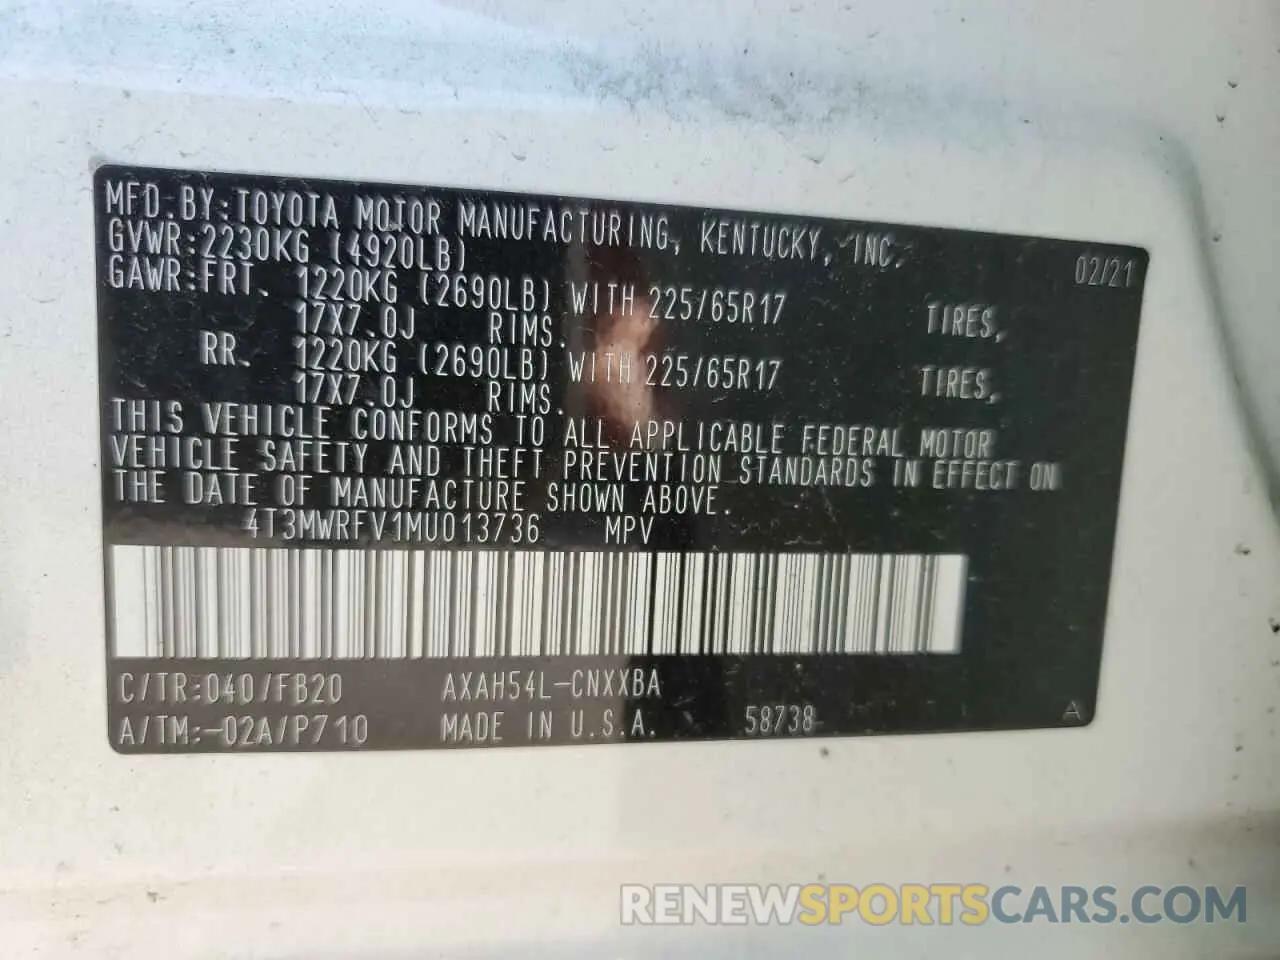 MFD.BY:TOYOTA MOTOR MANUFACTURING, KENTUCKY, INC.
GVWR:2230KG (4920LB) 02/21
GAWR:FRT. 1220KG (2690LB) WITH 225/65R17 TIRES,
17X7.0J RIMS.
RR. 1220KG (2690LB) WITH 225/65R17 TIRES,
17X7.0J RIMS.
THIS VEHICLE CONFORMS TO ALL APPLICABLE FEDERAL MOTOR
VEHICLE SAFETY AND THEFT PREVENTION STANDARDS IN EFFECT ON
THE DATE OF MANUFACTURE SHOWN ABOVE.
4T3MWRFV1MU013736 MPV
C/TR:040/FB20 AXAH54L-CNXXBA
A/TM:-02A/P710 MADE IN U.S.A. 58738 A
RENEWSPORTSCARS.COM